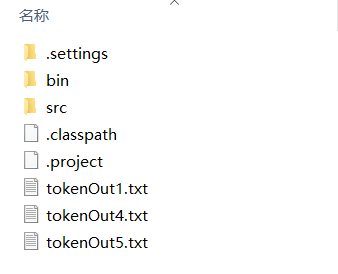 名称
.settings
bin
src
.classpath
.project
tokenOut1.txt
tokenOut4.txt
tokenOut5.txt